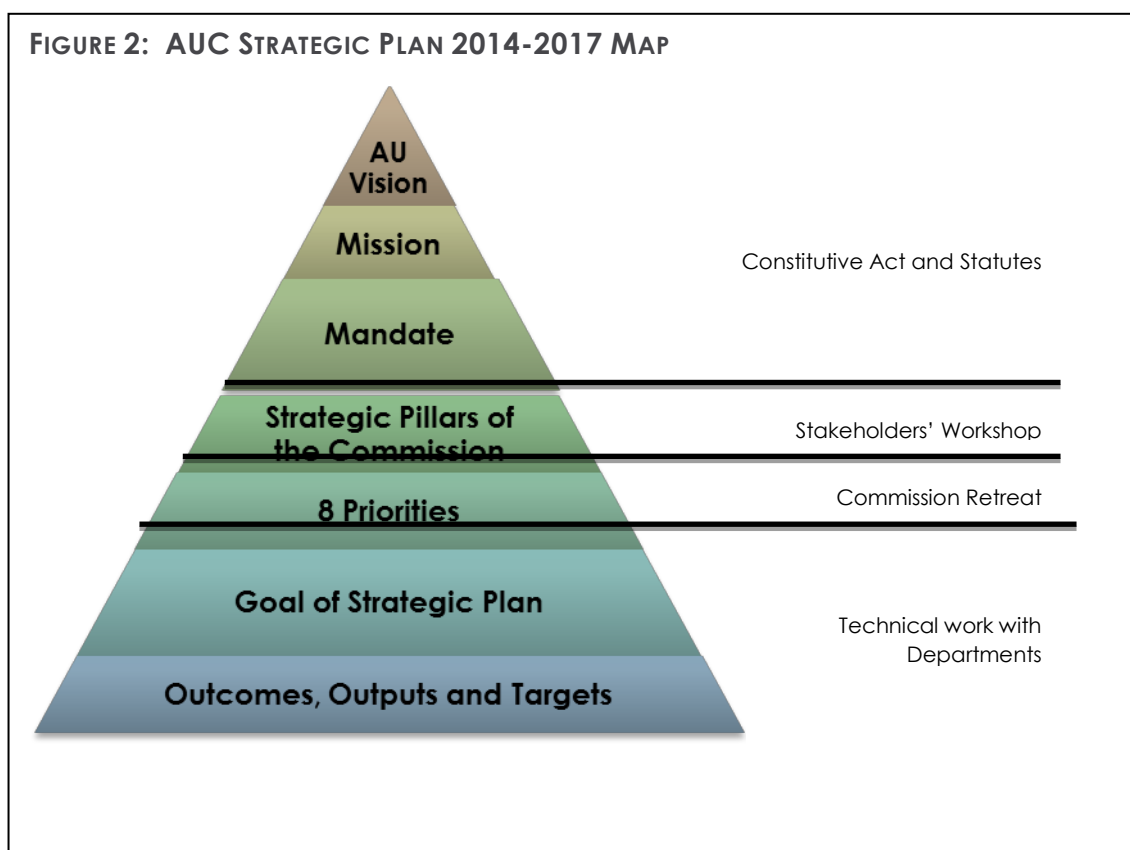 FIGURE 2: AUC STRATEGIC PLAN 2014-2017 MAP
AU
Vision
Mission
Constitutive Act and Statutes
Mandate
Strategic Pillars of
the Commission
Stakeholders' Workshop
8 Priorities
Commission Retreat
Goal of Strategic Plan
Technical work with
Departments
Outcomes, Outputs and Targets